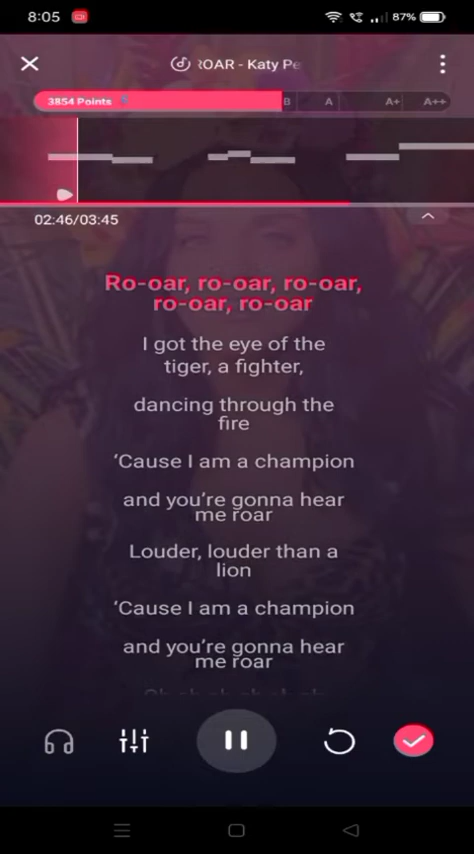 8:05
87%
ROAR - Katy Pe
3854 Points B A A+ A++
02:46/03:45
Ro-oar, ro-oar, ro-oar,
ro-oar, ro-oar
I got the eye of the
tiger, a fighter,
dancing through the
fire
‘Cause I am a champion
and you’re gonna hear
me roar
Louder, louder than a
lion
‘Cause I am a champion
and you’re gonna hear
me roar